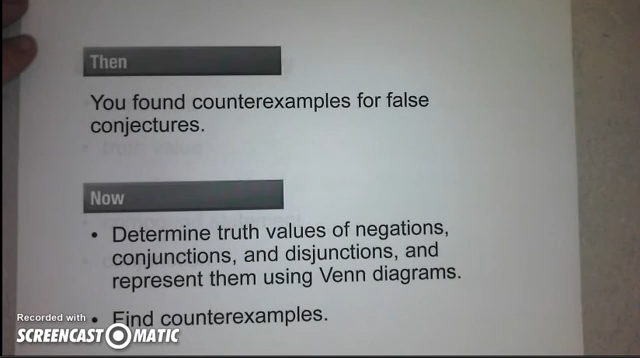 Then
You found counterexamples for false
conjectures.
Now
• Determine truth values of negations,
conjunctions, and disjunctions, and
represent them using Venn diagrams.
• Find counterexamples.
Recorded with
SCREENCAST O MATIC